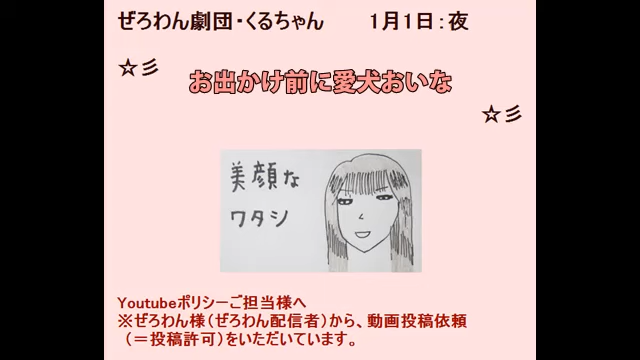 ぜろわん劇団・くるちゃん　　1月1日：夜
☆彡
お出かけ前に愛犬おいな
☆彡
美顔な
ワタシ
Youtubeポリシーご担当様へ
※ぜろわん様（ぜろわん配信者）から、動画投稿依頼
（＝投稿許可）をいただいています。